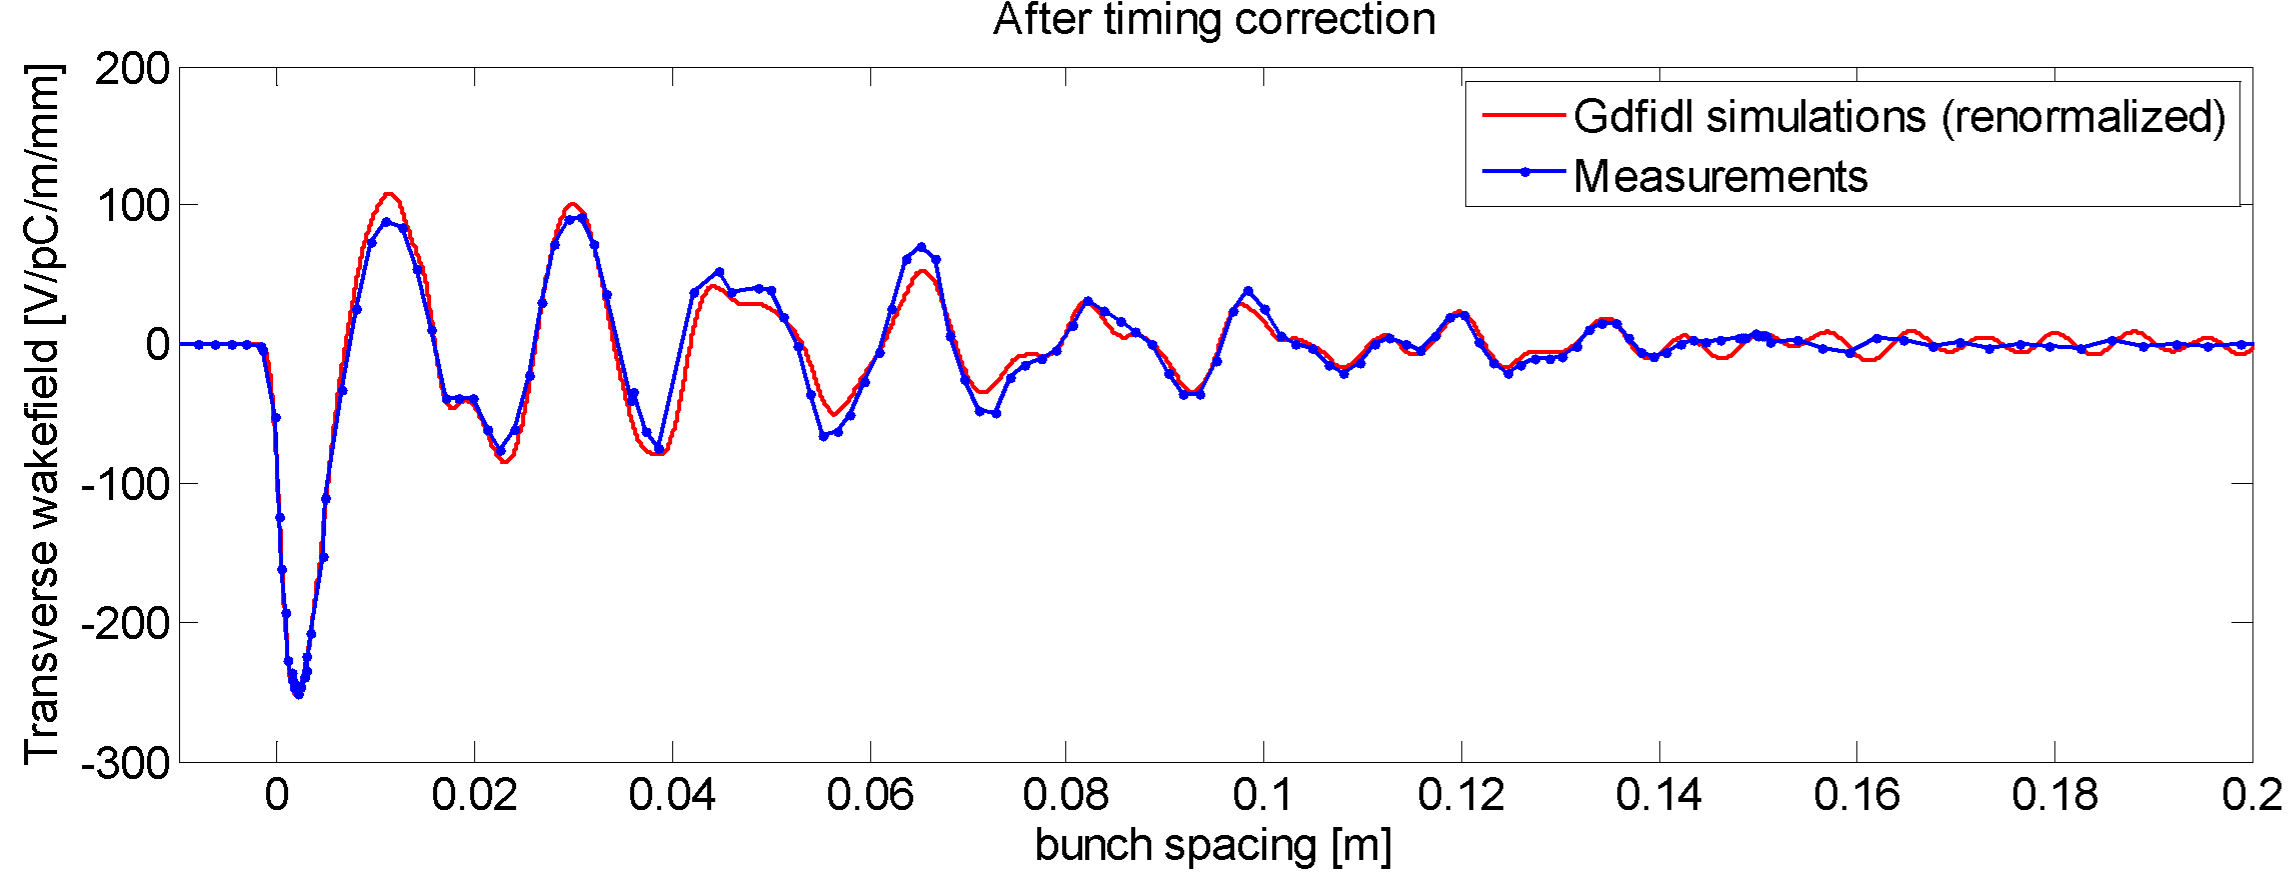 After timing correction
Transverse wakefield [V/pC/m/mm]
200
100
0
-100
-200
-300
Gdfidl simulations (renormalized)
Measurements
0 0.02 0.04 0.06 0.08 0.1 0.12 0.14 0.16 0.18 0.2
bunch spacing [m]